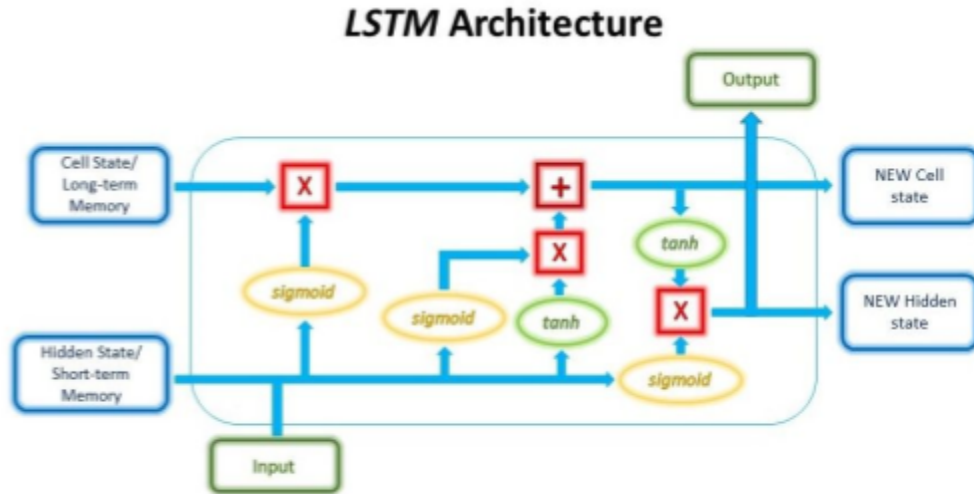 LSTM Architecture
Output
Cell State/
Long-term
Memory
X
+
NEW Cell
state
tanh
X
sigmoid
sigmoid
tanh
X
NEW Hidden
state
Hidden State/
Short-term
Memory
sigmoid
Input